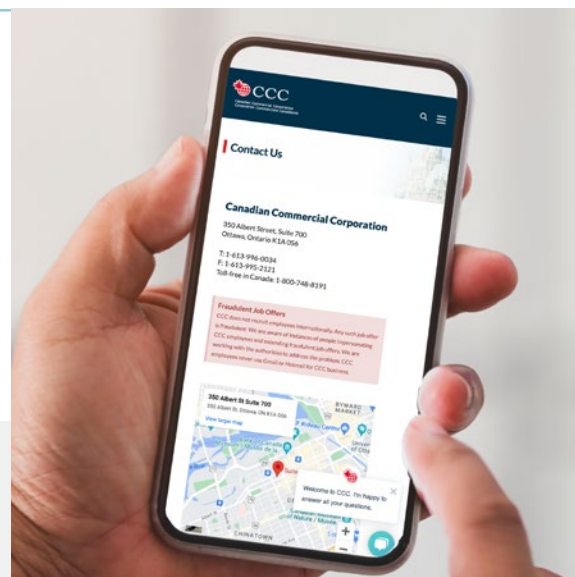 CCC
Canadian Commercial Corporation
Corporation Commerciale Canadienne
Contact Us
Canadian Commercial Corporation
350 Albert Street, Suite 700
Ottawa, Ontario K1A 0S6
T: 1-613-996-0034
F: 1-613-995-2121
Toll-free in Canada: 1-800-748-8191
Fraudulent Job Offers
CCC does not recruit employees internationally. Any such job offer
is fraudulent. We are aware of instances of people impersonating
CCC employees and extending fraudulent job offers. We are
working with the authorities to address the problem. CCC
employees never use Gmail or Hotmail for CCC business.
350 Albert St Suite 700
350 Albert St, Ottawa, ON K1A 0S6
View larger map
BYWARD
MARKET
Rideau Centre
Suite
Welcome to CCC. I'm happy to
answer all your questions.
of Nature / Musée
CHINATOWN